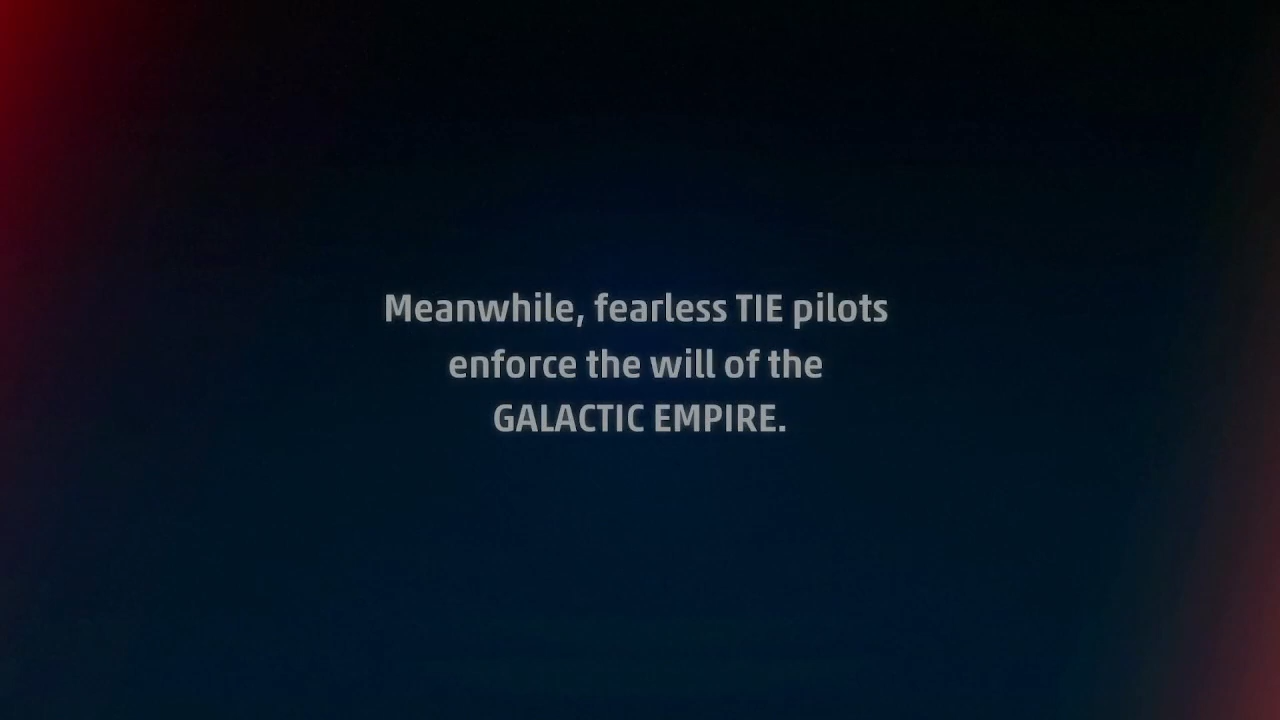 Meanwhile, fearless TIE pilots
enforce the will of the
GALACTIC EMPIRE.